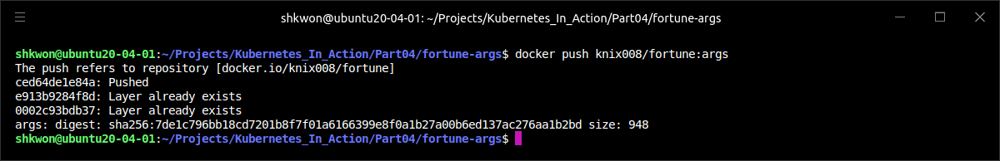 shkwon@ubuntu20-04-01: ~/Projects/Kubernetes_In_Action/Part04/fortune-args
shkwon@ubuntu20-04-01:~/Projects/Kubernetes_In_Action/Part04/fortune-args$ docker push knix008/fortune:args
The push refers to repository [docker.io/knix008/fortune]
ced64de1e84a: Pushed
e913b9284f8d: Layer already exists
0002c93bdb37: Layer already exists
args: digest: sha256:7de1c796bb18cd7201b8f7f01a6166399e8f0a1b27a00b6ed137ac276aa1b2bd size: 948
shkwon@ubuntu20-04-01:~/Projects/Kubernetes_In_Action/Part04/fortune-args$